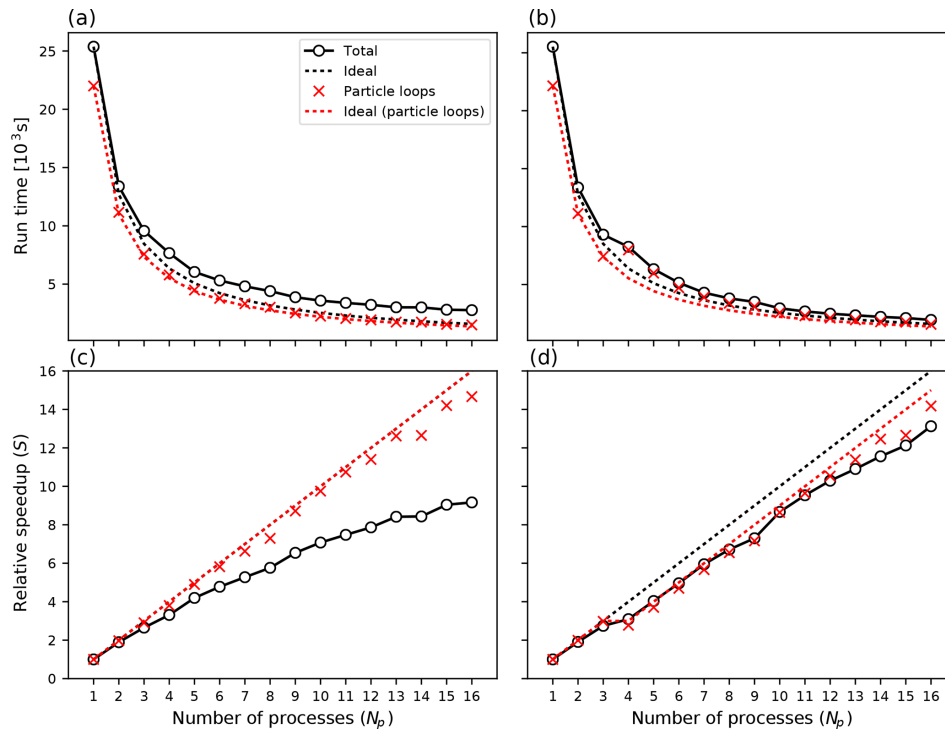 (a)
(b)
25
20
15
10
5
Run time [10³s]
Total
Ideal
Particle loops
Ideal (particle loops)
(c)
(d)
16
14
12
10
8
6
4
2
0
Relative speedup (S)
1 2 3 4 5 6 7 8 9 10 11 12 13 14 15 16
Number of processes (Nₚ)
1 2 3 4 5 6 7 8 9 10 11 12 13 14 15 16
Number of processes (Nₚ)